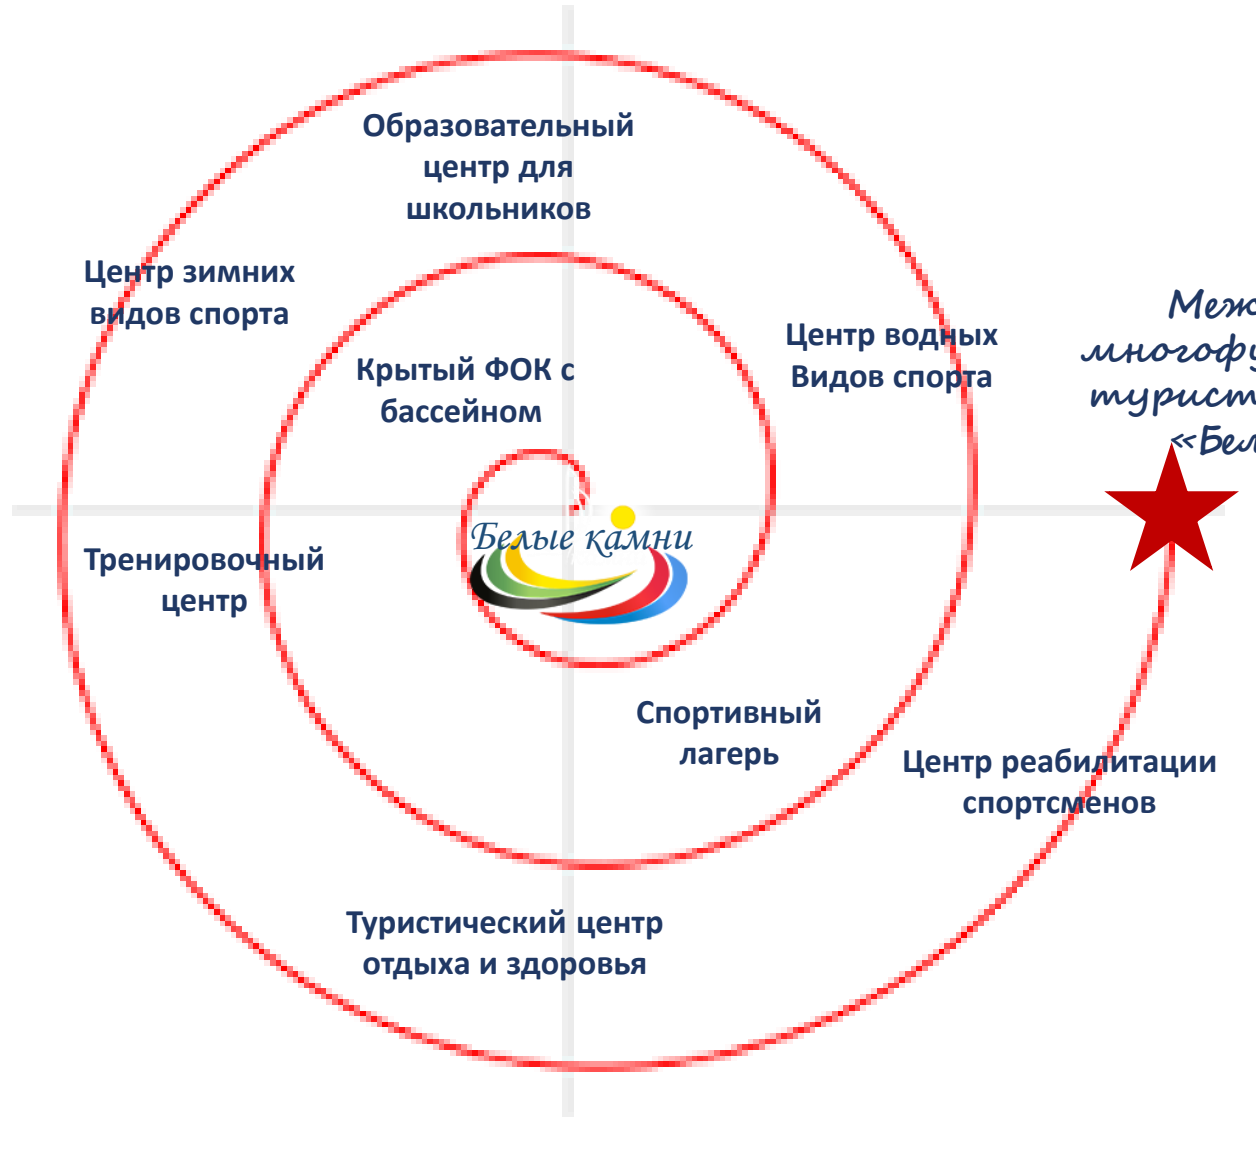 Образовательный
центр для
школьников
Центр зимних
видов спорта
Центр водных
Видов спорта
Крытый ФОК с
бассейном
Белые камни
Тренировочный
центр
Спортивный
лагерь
Центр реабилитации
спортсменов
Туристический центр
отдыха и здоровья